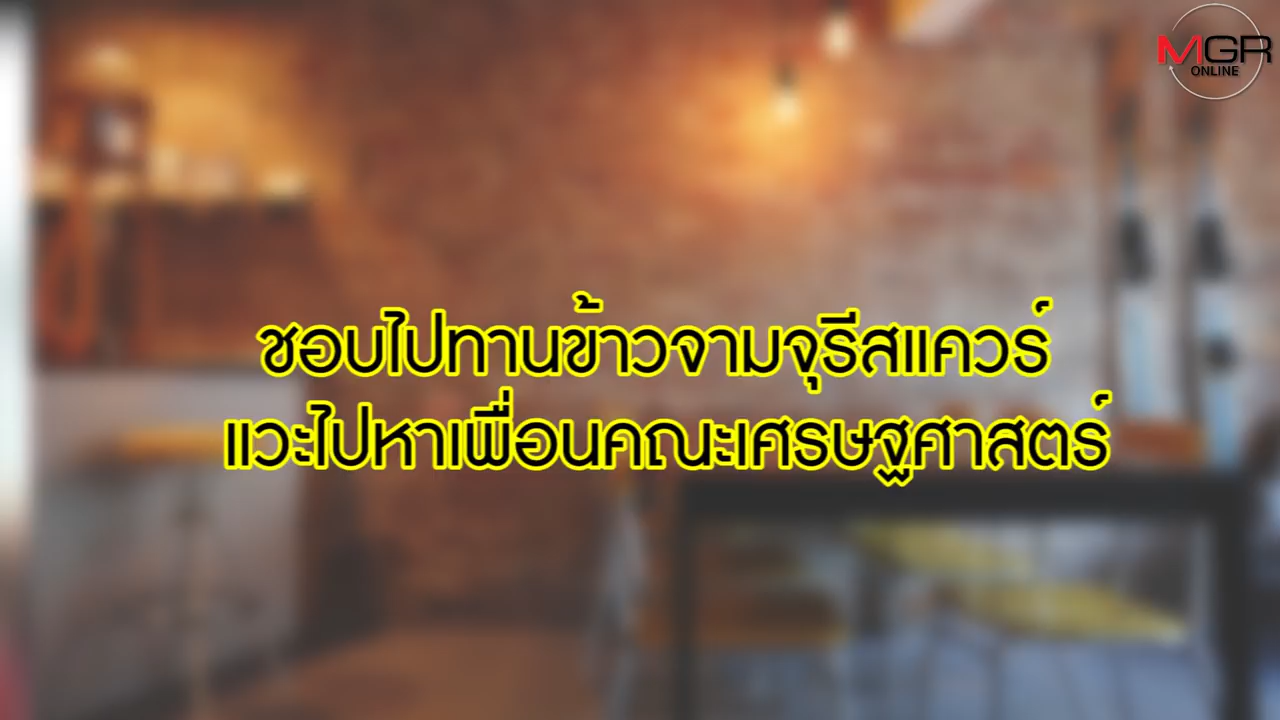 MGR
ONLINE
ชอบไปทานข้าวจามจุรีสแควร์
แวะไปหาเพื่อนคณะเศรษฐศาสตร์